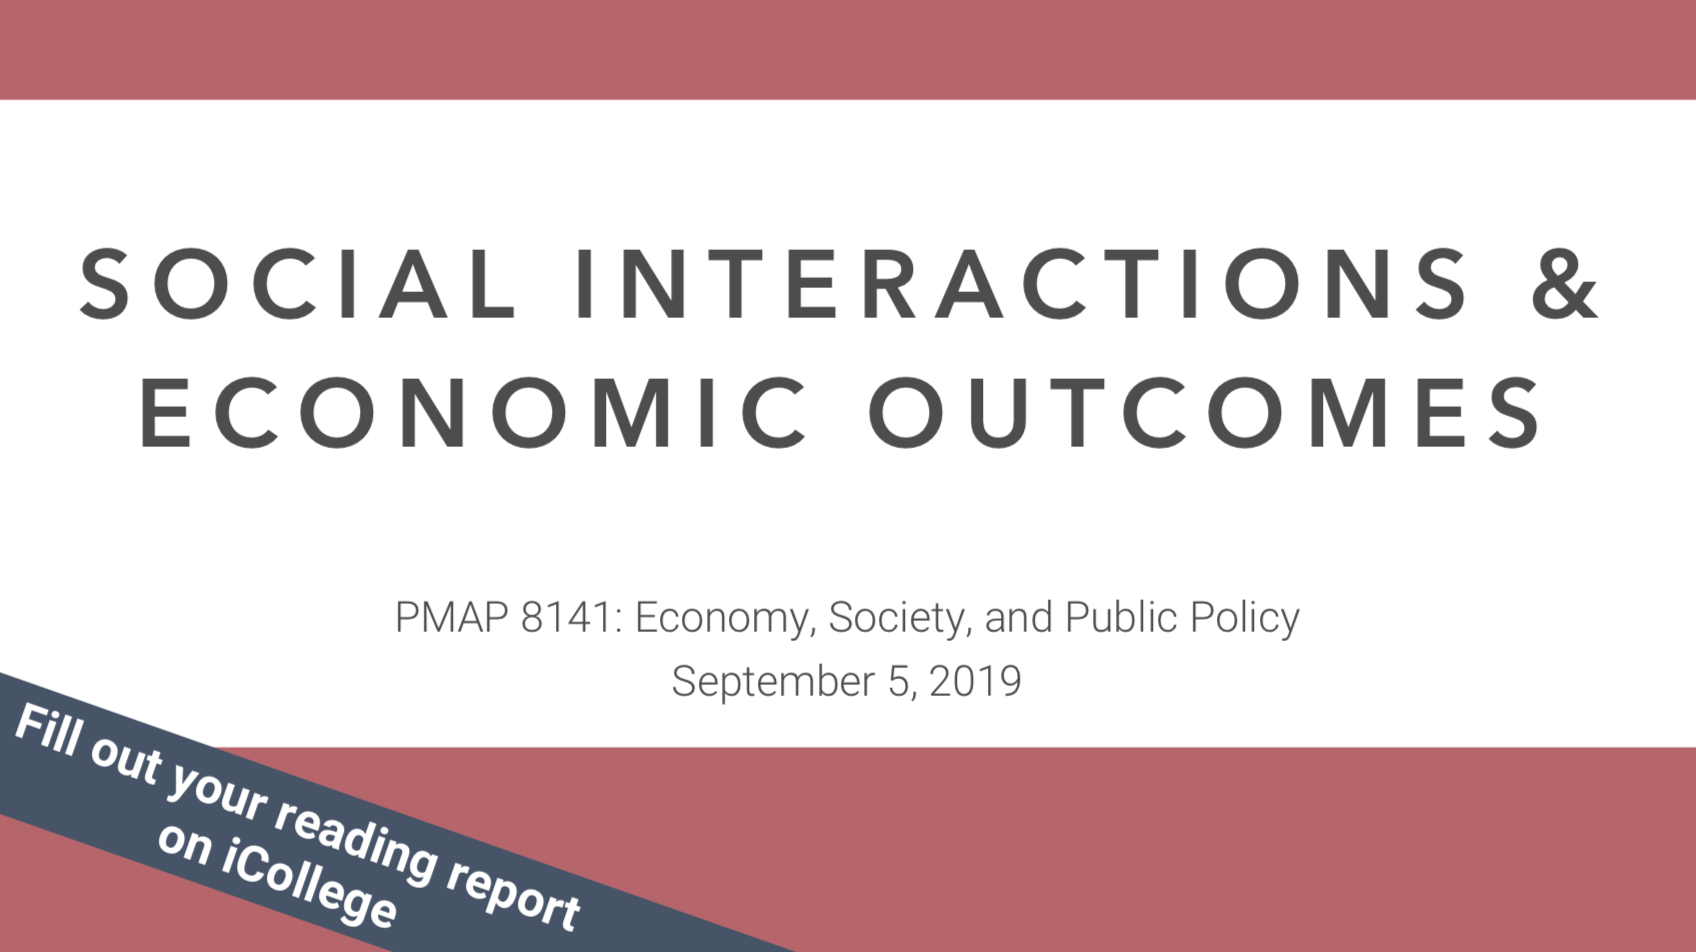 SOCIAL INTERACTIONS &
ECONOMIC OUTCOMES
PMAP 8141: Economy, Society, and Public Policy
September 5, 2019
Fill out your reading report
on iCollege